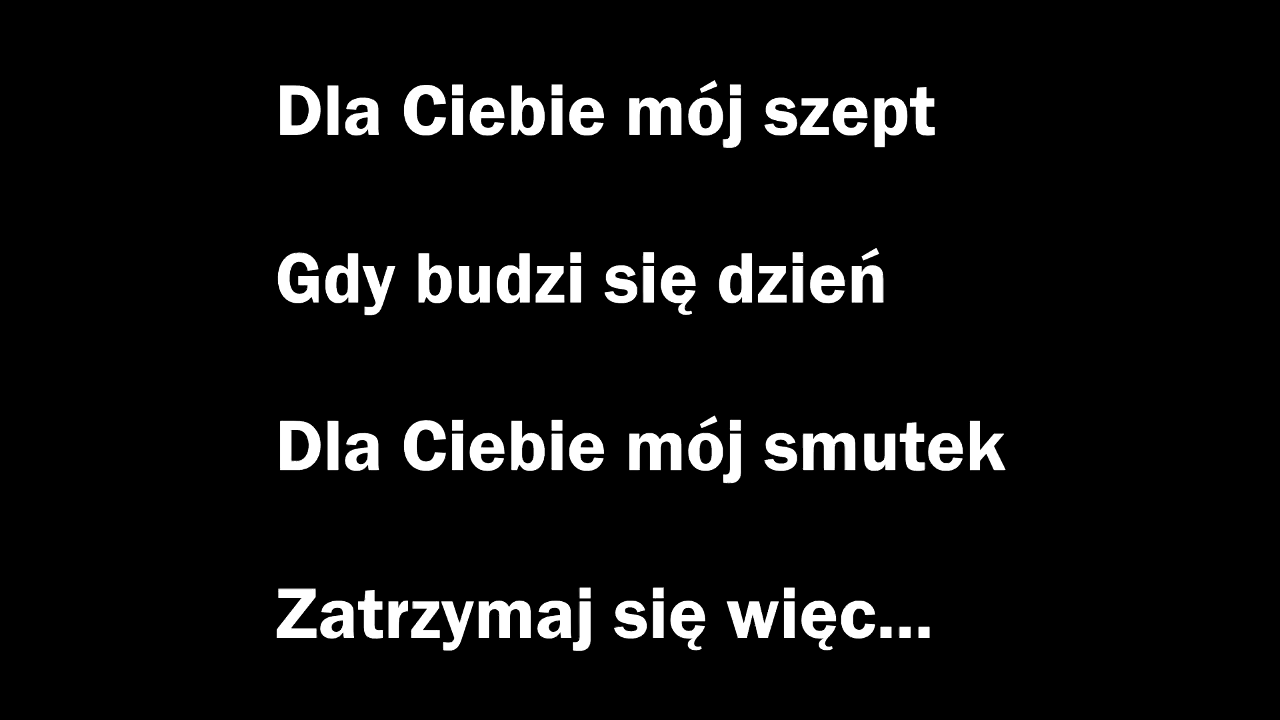 Dla Ciebie mój szept
Gdy budzi się dzień
Dla Ciebie mój smutek
Zatrzymaj się więc...